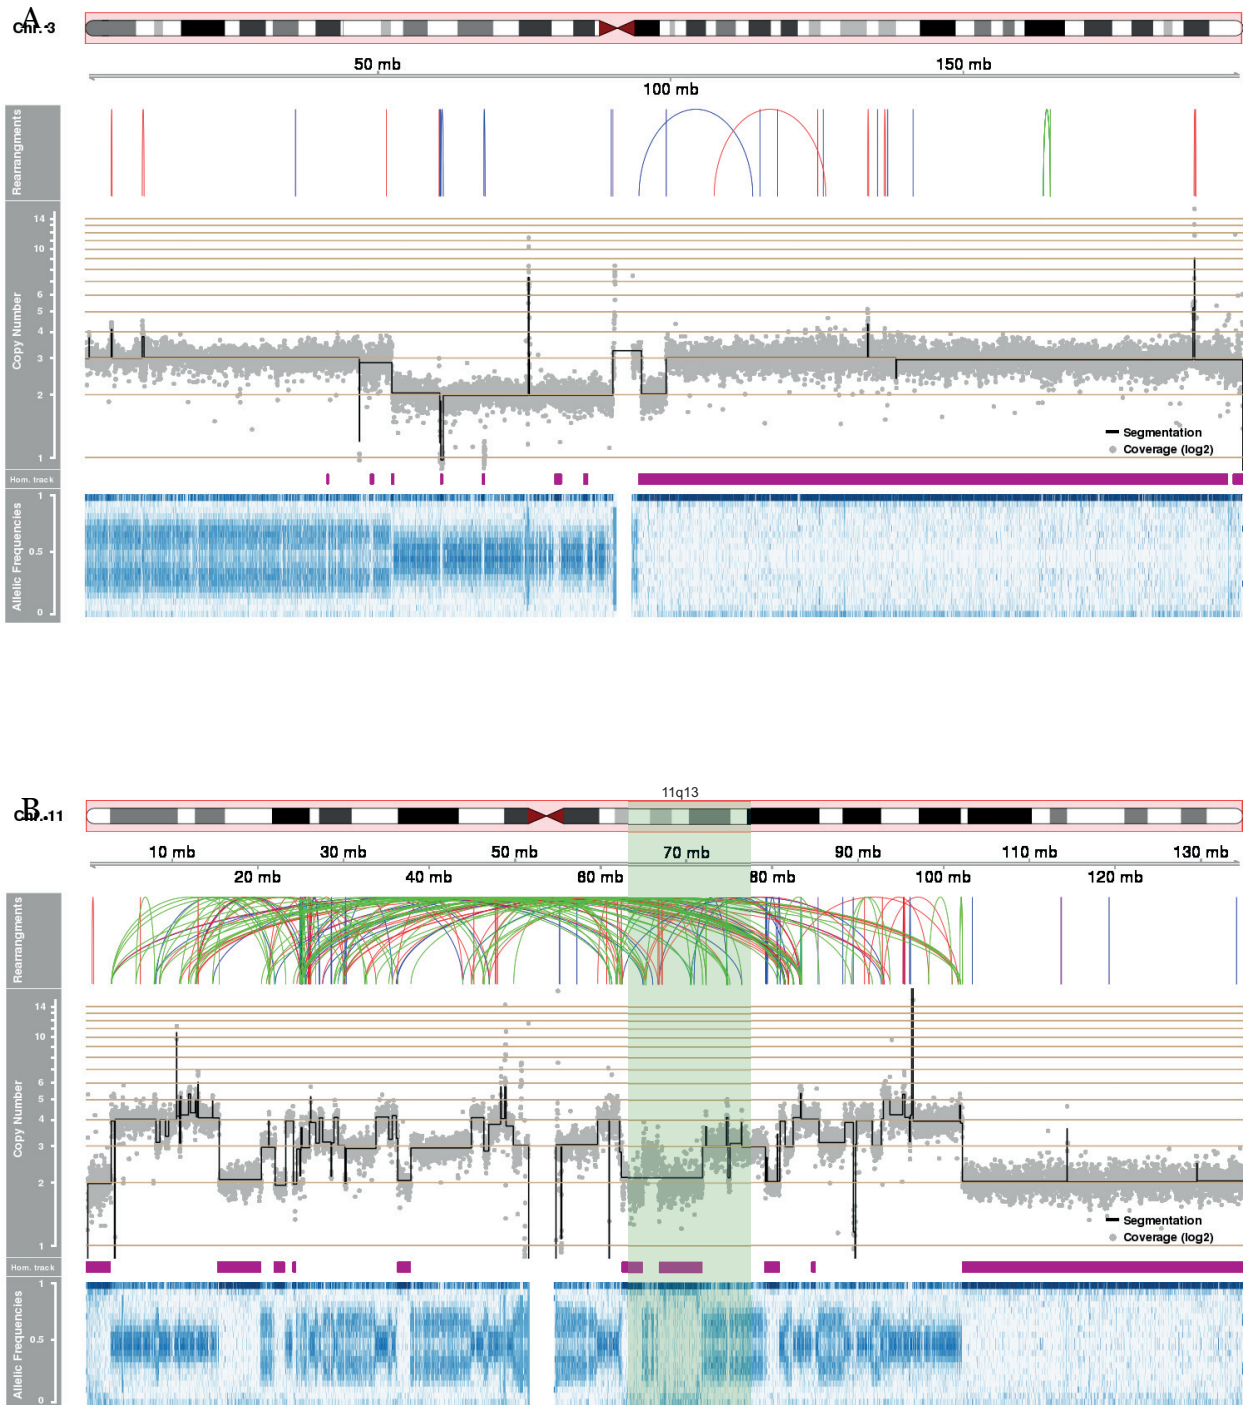 A
Chr. 3
50 mb
150 mb
100 mb
Rearrangments
Copy Number
14
10
6
5
4
3
2
1
Segmentation
Coverage (log2)
Hom. track
Allelic Frequencies
1
0.5
0
B
Chr. 11
11q13
10 mb
30 mb
50 mb
70 mb
90 mb
110 mb
130 mb
20 mb
40 mb
60 mb
80 mb
100 mb
120 mb
Rearrangments
Copy Number
14
10
6
5
4
3
2
1
Segmentation
Coverage (log2)
Hom. track
Allelic Frequencies
1
0.5
0